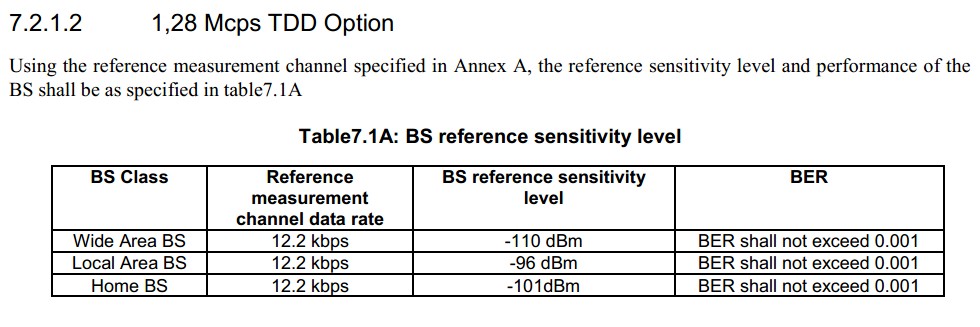 7.2.1.2 1,28 Mcps TDD Option
Using the reference measurement channel specified in Annex A, the reference sensitivity level and performance of the
BS shall be as specified in table7.1A
Table7.1A: BS reference sensitivity level
BS Class Reference measurement channel data rate BS reference sensitivity level BER
Wide Area BS 12.2 kbps -110 dBm BER shall not exceed 0.001
Local Area BS 12.2 kbps -96 dBm BER shall not exceed 0.001
Home BS 12.2 kbps -101dBm BER shall not exceed 0.001